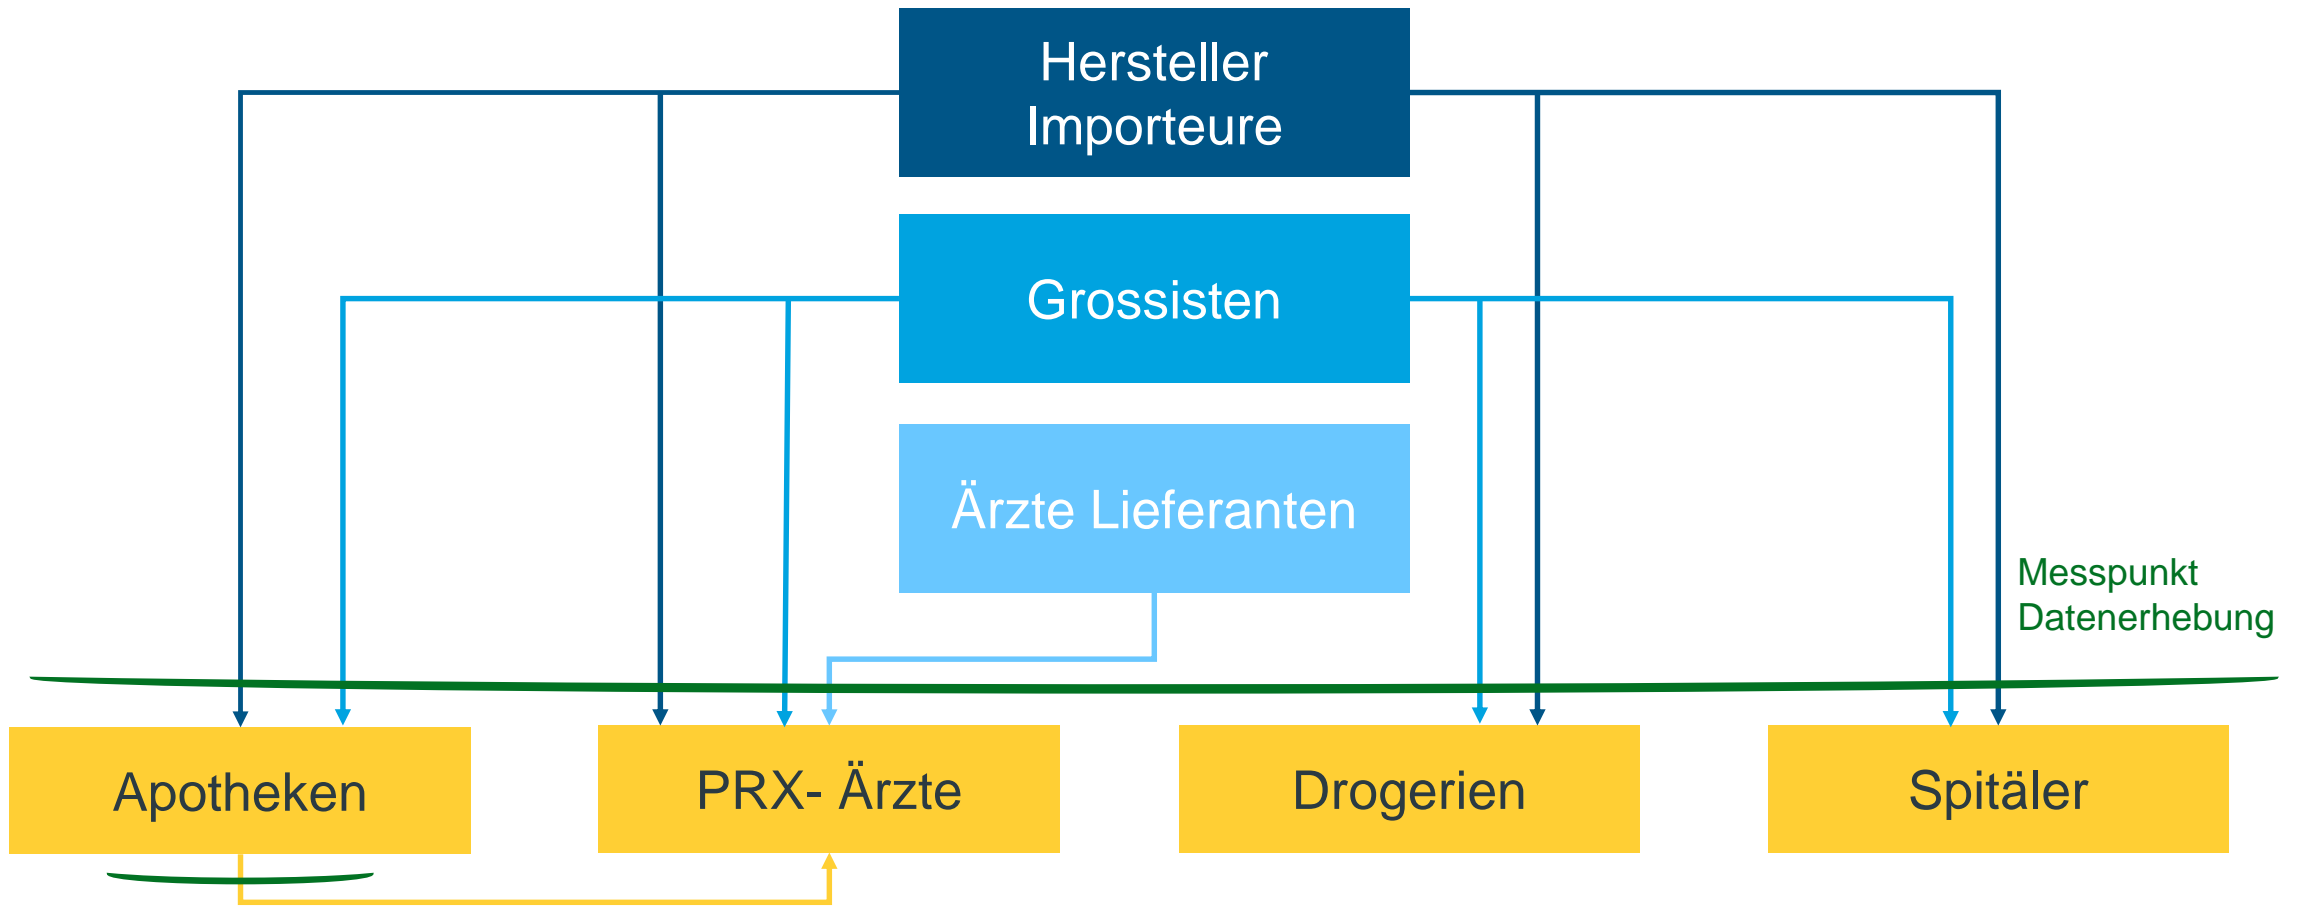 Hersteller
Importeure
Grossisten
Ärzte Lieferanten
Messpunkt
Datenerhebung
Apotheken
PRX- Ärzte
Drogerien
Spitäler